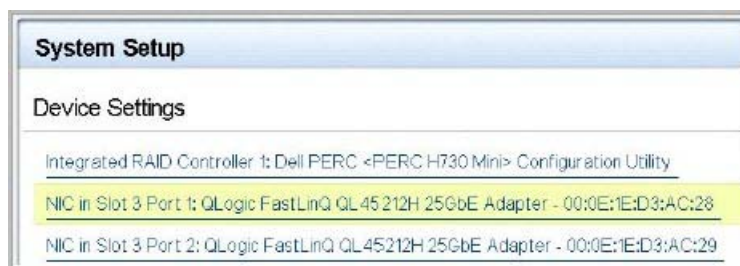 System Setup
Device Settings
Integrated RAID Controller 1: Dell PERC <PERC H730 Mini> Configuration Utility
NIC in Slot 3 Port 1: QLogic FastLinQ QL45212H 25GbE Adapter - 00:0E:1E:D3:AC:28
NIC in Slot 3 Port 2: QLogic FastLinQ QL45212H 25GbE Adapter - 00:0E:1E:D3:AC:29